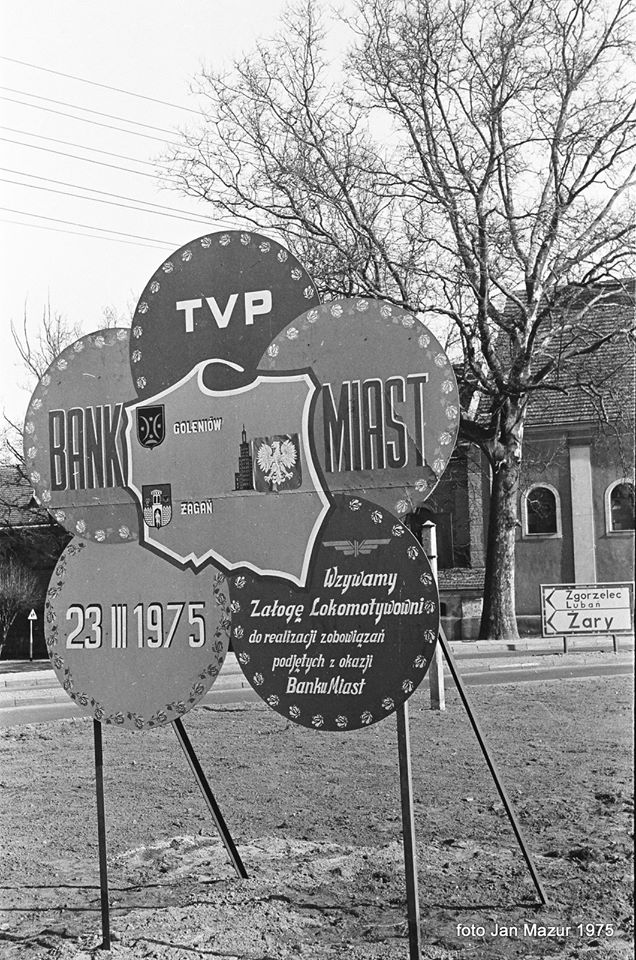 TVP
BANK MIAST
GOLENIÓW
ŻAGAŃ
23 III 1975
Wzywamy
Załogę Lokomotywowni
do realizacji zobowiązań
podjętych z okazji
Banku Miast
Zgorzelec
Lubań
Żary
foto Jan Mazur 1975